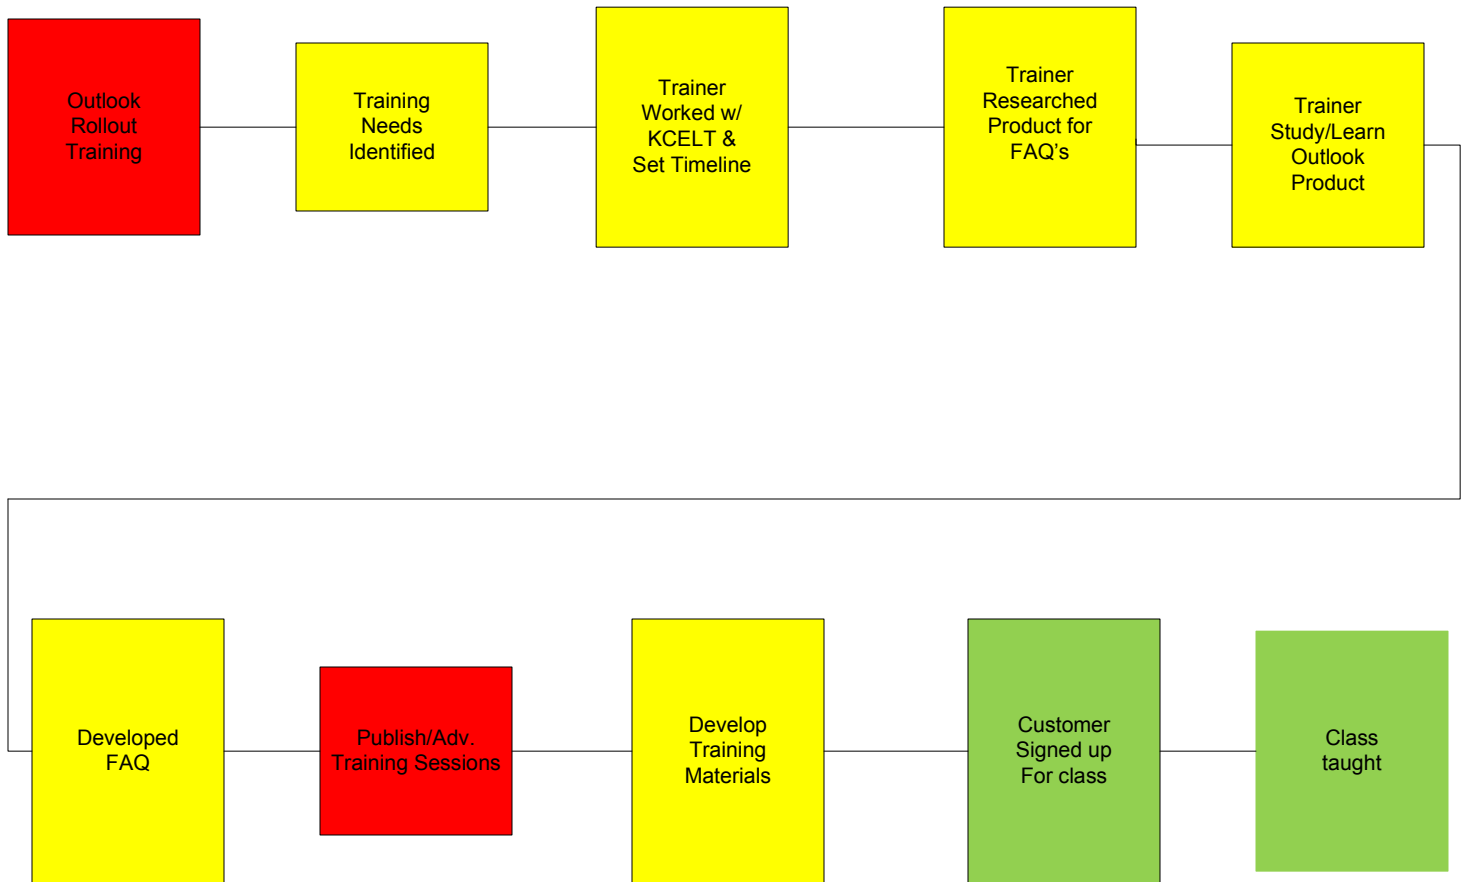 Outlook
Rollout
Training
Training
Needs
Identified
Trainer
Worked w/
KCELT &
Set Timeline
Trainer
Researched
Product for
FAQ’s
Trainer
Study/Learn
Outlook
Product
Developed
FAQ
Publish/Adv.
Training Sessions
Develop
Training
Materials
Customer
Signed up
For class
Class
taught